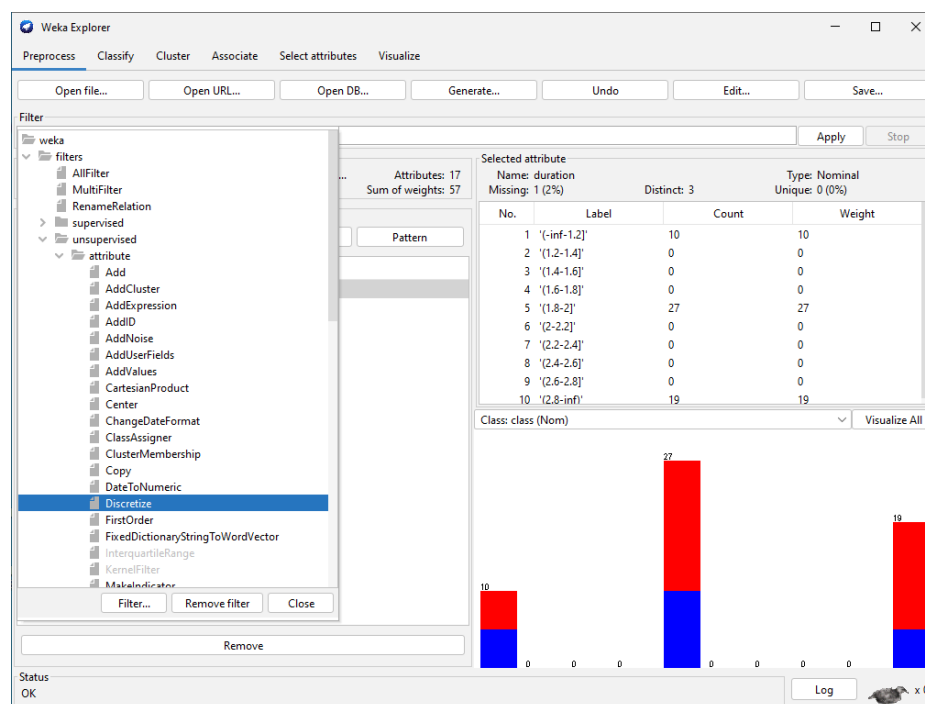 Weka Explorer
Preprocess Classify Cluster Associate Select attributes Visualize
Open file... Open URL... Open DB... Generate... Undo Edit... Save...
Filter
Apply Stop
weka
filters
AllFilter
MultiFilter
RenameRelation
supervised
unsupervised
attribute
Add
AddCluster
AddExpression
AddID
AddNoise
AddUserFields
AddValues
CartesianProduct
Center
ChangeDateFormat
ClassAssigner
ClusterMembership
Copy
DateToNumeric
Discretize
FirstOrder
FixedDictionaryStringToWordVector
InterquartileRange
KernelFilter
MakeIndicator
Filter... Remove filter Close
... Attributes: 17
Sum of weights: 57
Pattern
Remove
Selected attribute
Name: duration Type: Nominal
Missing: 1 (2%) Distinct: 3 Unique: 0 (0%)
No. Label Count Weight
1 '(-inf-1.2]' 10 10
2 '(1.2-1.4]' 0 0
3 '(1.4-1.6]' 0 0
4 '(1.6-1.8]' 0 0
5 '(1.8-2]' 27 27
6 '(2-2.2]' 0 0
7 '(2.2-2.4]' 0 0
8 '(2.4-2.6]' 0 0
9 '(2.6-2.8]' 0 0
10 '(2.8-inf)' 19 19
Class: class (Nom) Visualize All
27
19
10
0 0 0 0 0 0 0
Status
OK
Log x 0